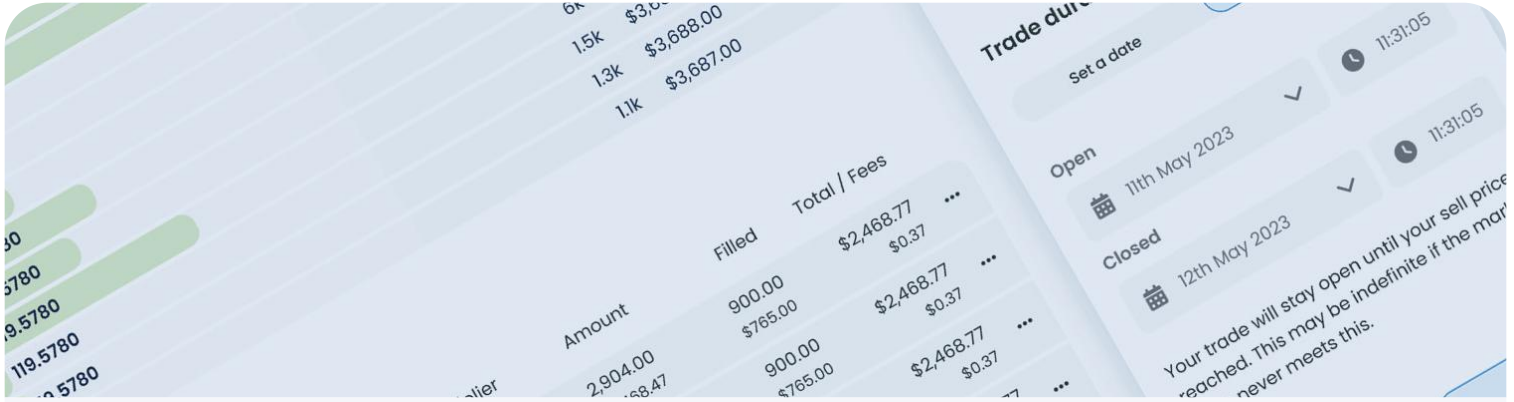 6k
1.5k $3,688.00
1.3k $3,687.00
1.1k
5780
119.5780
Amount Filled Total / Fees
2,904.00 900.00 $2,468.77 •••
$765.00 $0.37
900.00 $2,468.77 •••
$765.00 $0.37
$2,468.77 •••
$0.37
•••
Trade
Set a date
Open
11th May 2023 11:31:05
Closed
12th May 2023 11:31:05
Your trade will stay open until your sell price
reached. This may be indefinite if the
never meets this.